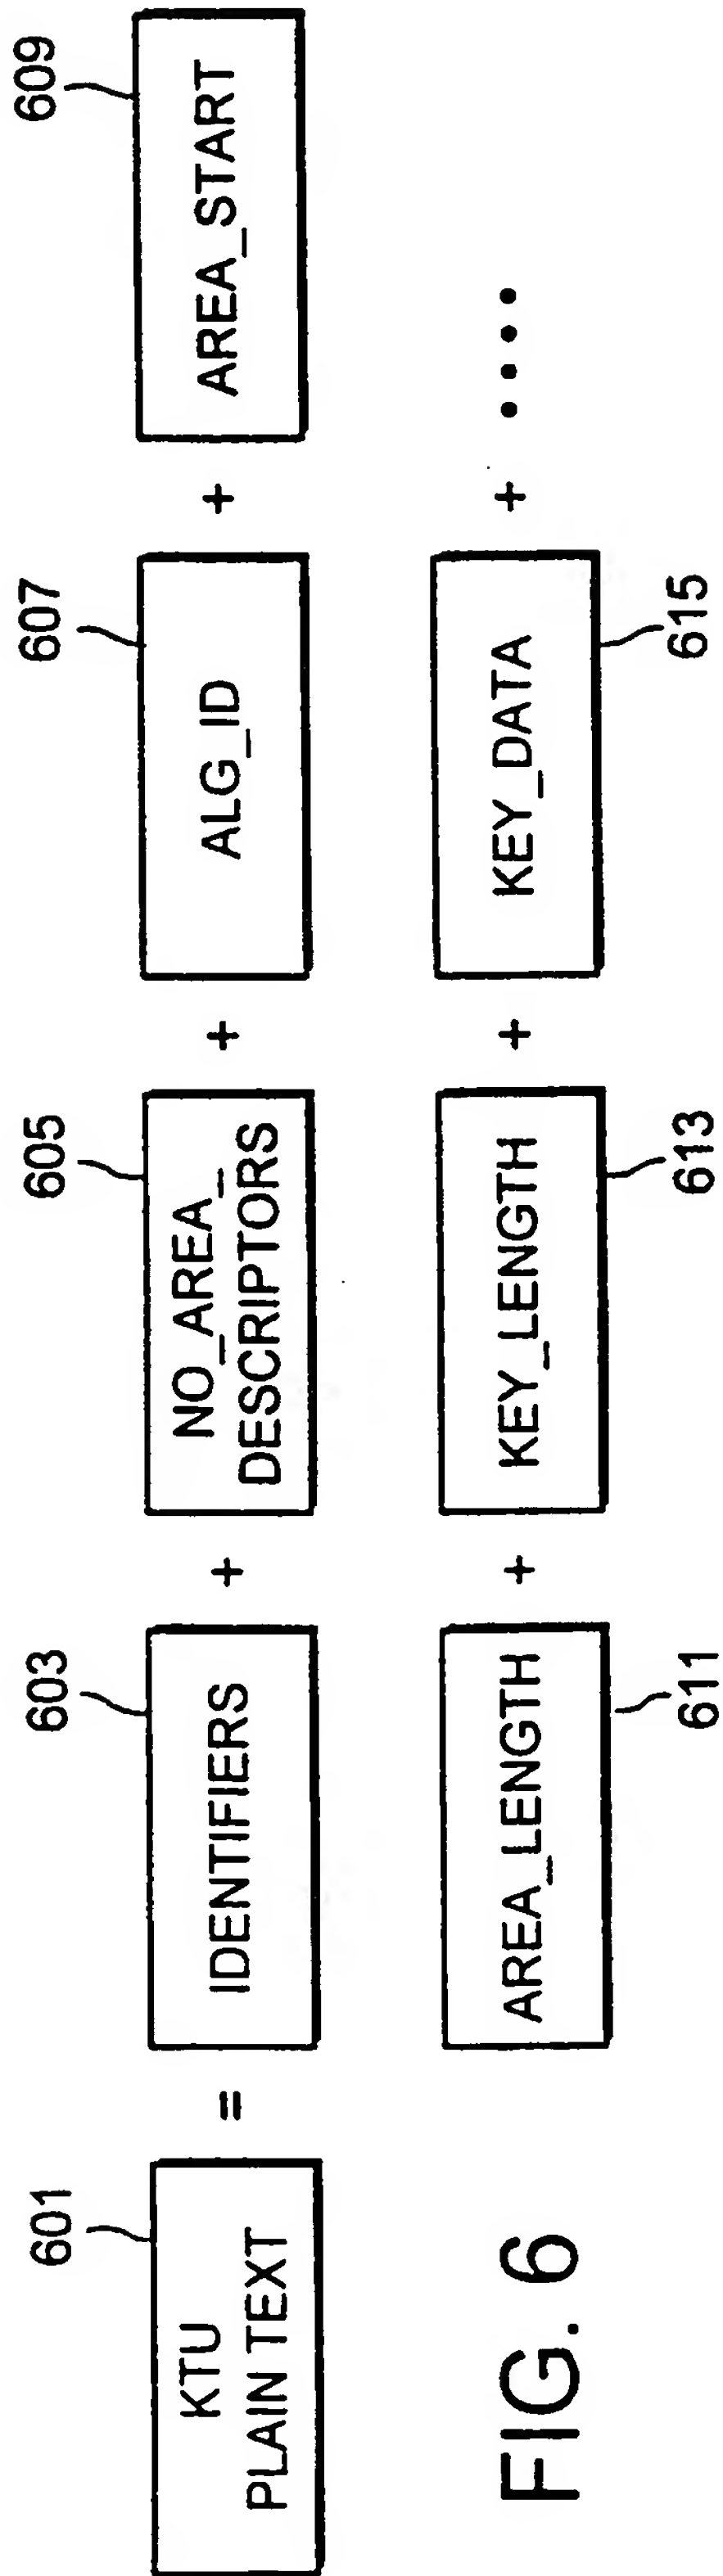 601
603
605
607
609
KTU
PLAIN TEXT
=
IDENTIFIERS
+
NO_AREA_
DESCRIPTORS
+
ALG_ID
+
AREA_START
AREA_LENGTH
+
KEY_LENGTH
+
KEY_DATA
+
....
611
613
615
FIG. 6